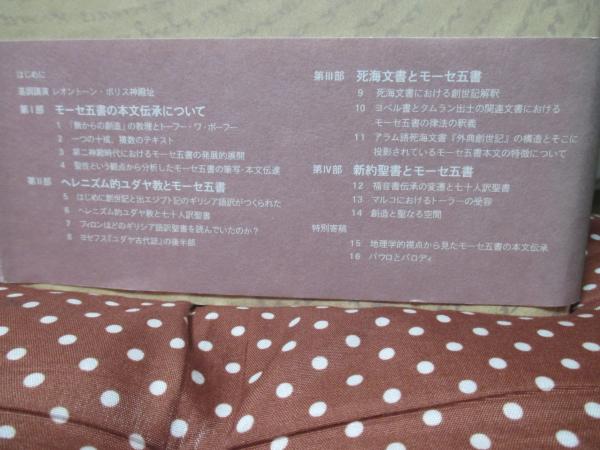 はじめに
基調講演 レオントーン・ポリス神殿址
第Ⅰ部 モーセ五書の本文伝承について
1 「無からの創造」の教理とトーフー・ワ・ボーフー
2 一つの十戒、複数のテキスト
3 第二神殿時代におけるモーセ五書の発展的展開
4 聖性という観点から分析したモーセ五書の筆写・本文伝達
第Ⅱ部 ヘレニズム的ユダヤ教とモーセ五書
5 はじめに創世記と出エジプト記のギリシア語訳がつくられた
6 ヘレニズム的ユダヤ教と七十人訳聖書
7 フィロンはどのギリシア語訳聖書を読んでいたのか？
8 ヨセフス『ユダヤ古代誌』の後半部
第Ⅲ部 死海文書とモーセ五書
9 死海文書における創世記解釈
10 ヨベル書とクムラン出土の関連文書における
モーセ五書の律法の釈義
11 アラム語死海文書『外典創世記』の構造とそこに
投影されているモーセ五書本文の特徴について
第Ⅳ部 新約聖書とモーセ五書
12 福音書伝承の変遷と七十人訳聖書
13 マルコにおけるトーラーの受容
14 創造と聖なる空間
特別寄稿
15 地理学的視点から見たモーセ五書の本文伝承
16 パウロとパロディ